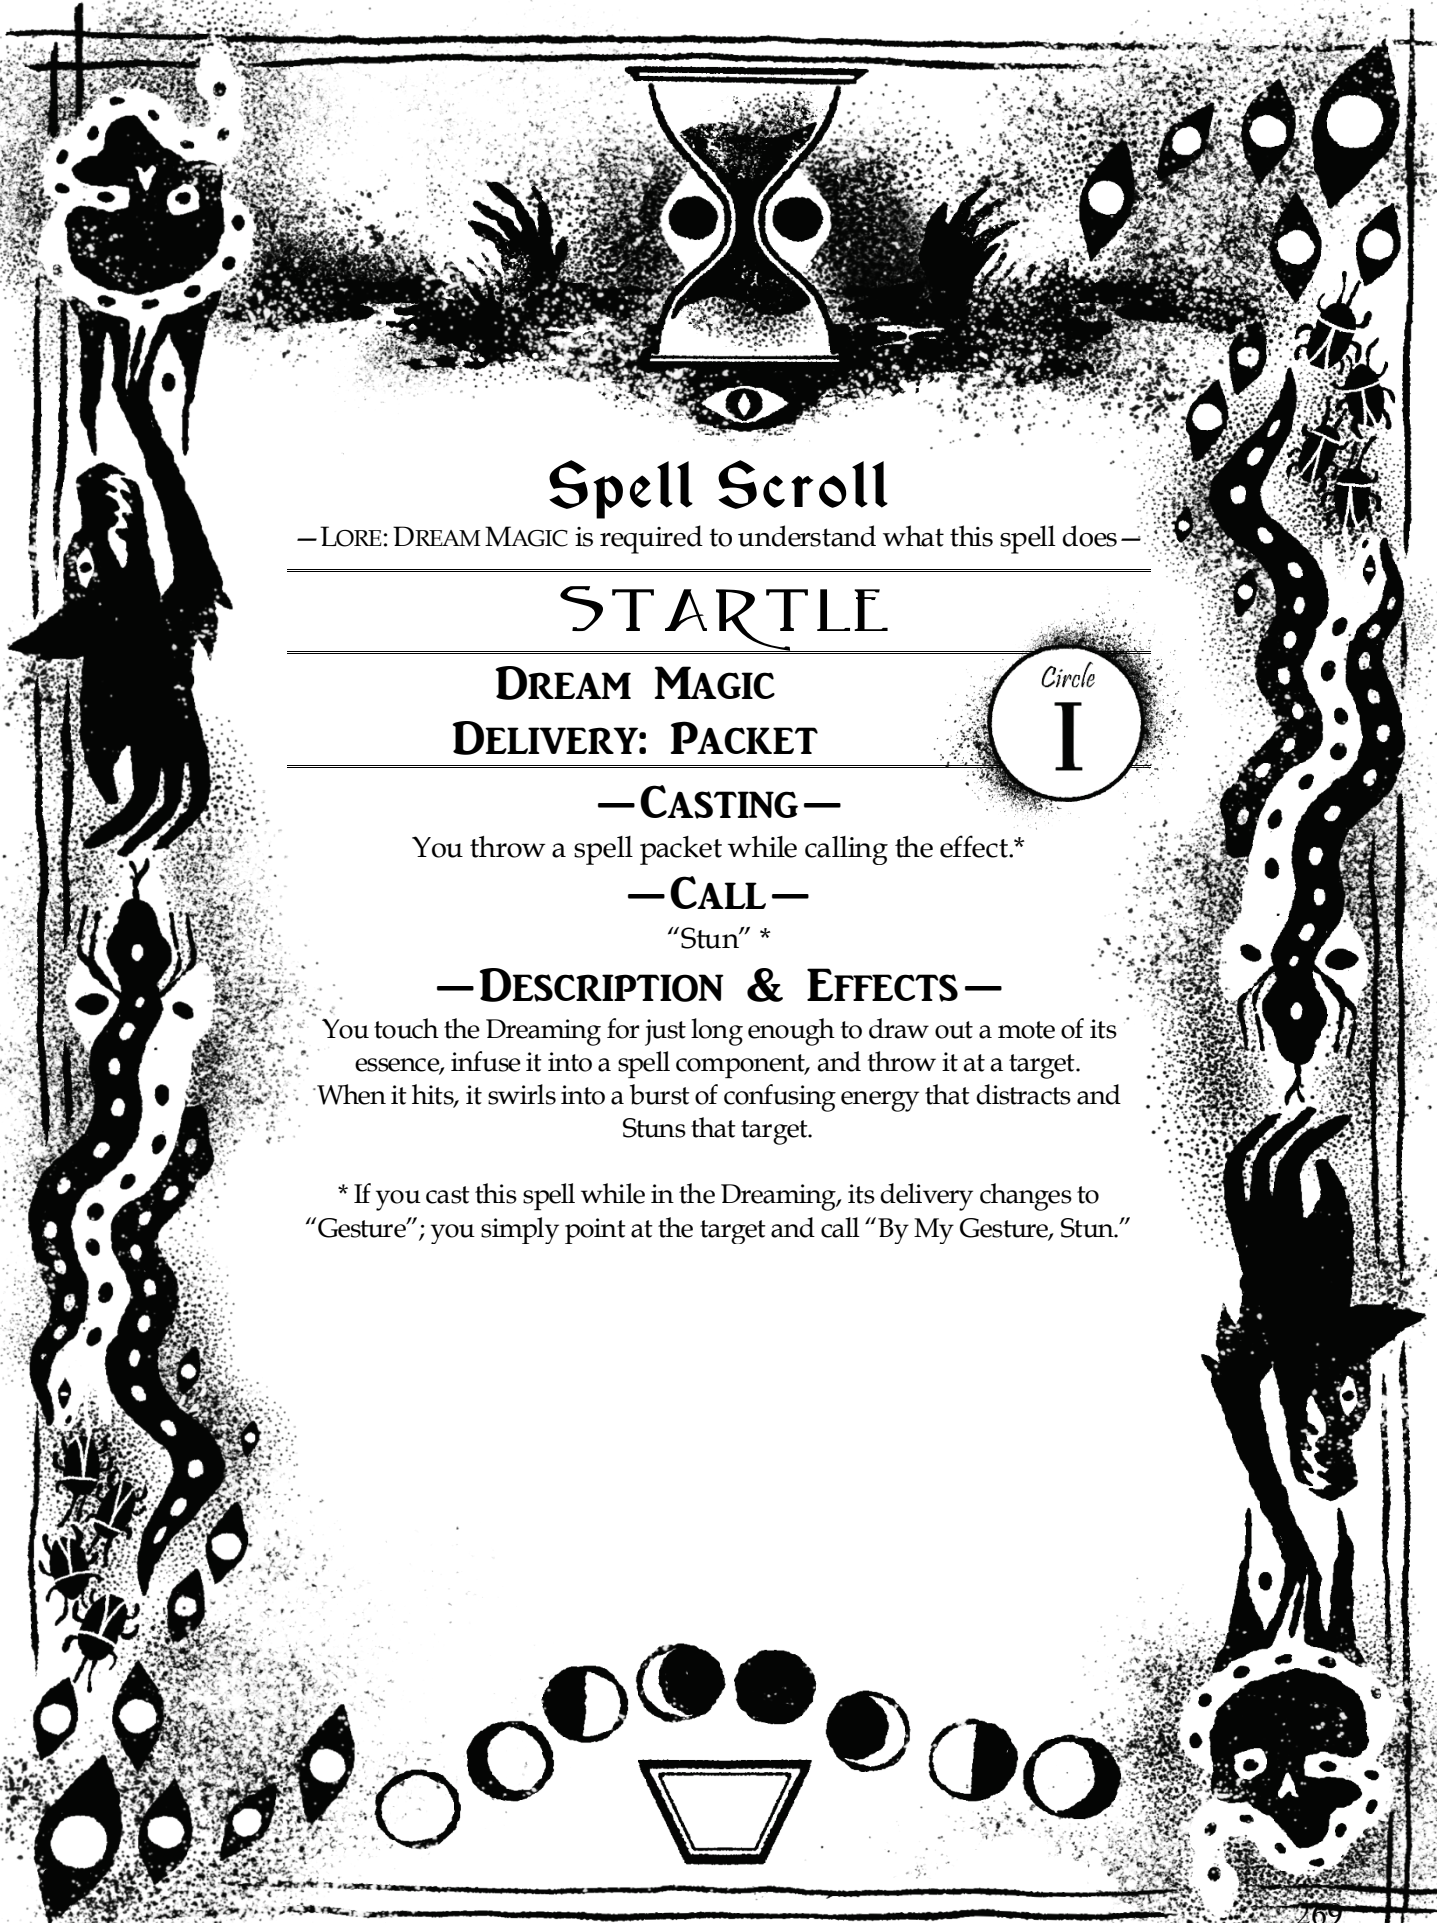 Spell Scroll
—LORE: DREAM MAGIC is required to understand what this spell does—
STARTLE
DREAM MAGIC
DELIVERY: PACKET
Circle
I
—CASTING—
You throw a spell packet while calling the effect.*
—CALL—
“Stun” *
—DESCRIPTION & EFFECTS—
You touch the Dreaming for just long enough to draw out a mote of its
essence, infuse it into a spell component, and throw it at a target.
When it hits, it swirls into a burst of confusing energy that distracts and
Stuns that target.
* If you cast this spell while in the Dreaming, its delivery changes to
“Gesture”; you simply point at the target and call “By My Gesture, Stun.”